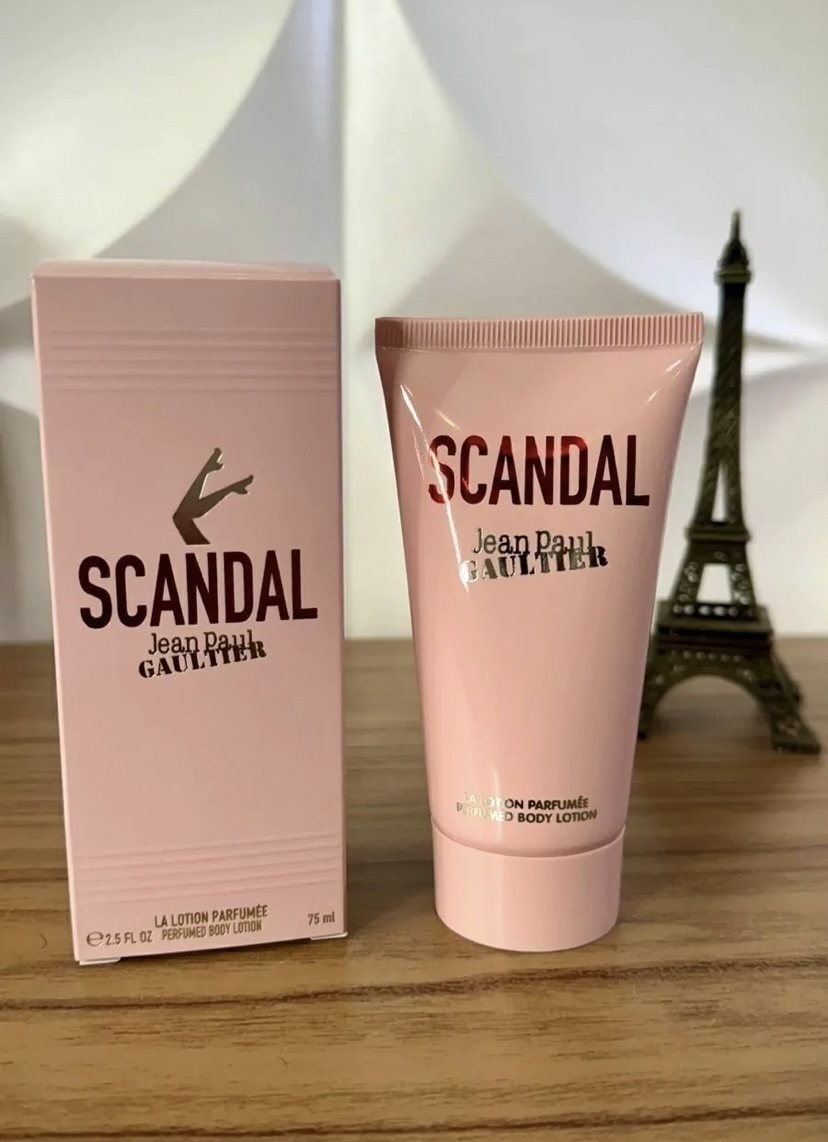 SCANDAL
Jean Paul
GAULTIER
LA LOTION PARFUMÉE
75 ml
℮ 2.5 FL OZ PERFUMED BODY LOTION
SCANDAL
Jean Paul
GAULTIER
LA LOTION PARFUMÉE
PERFUMED BODY LOTION